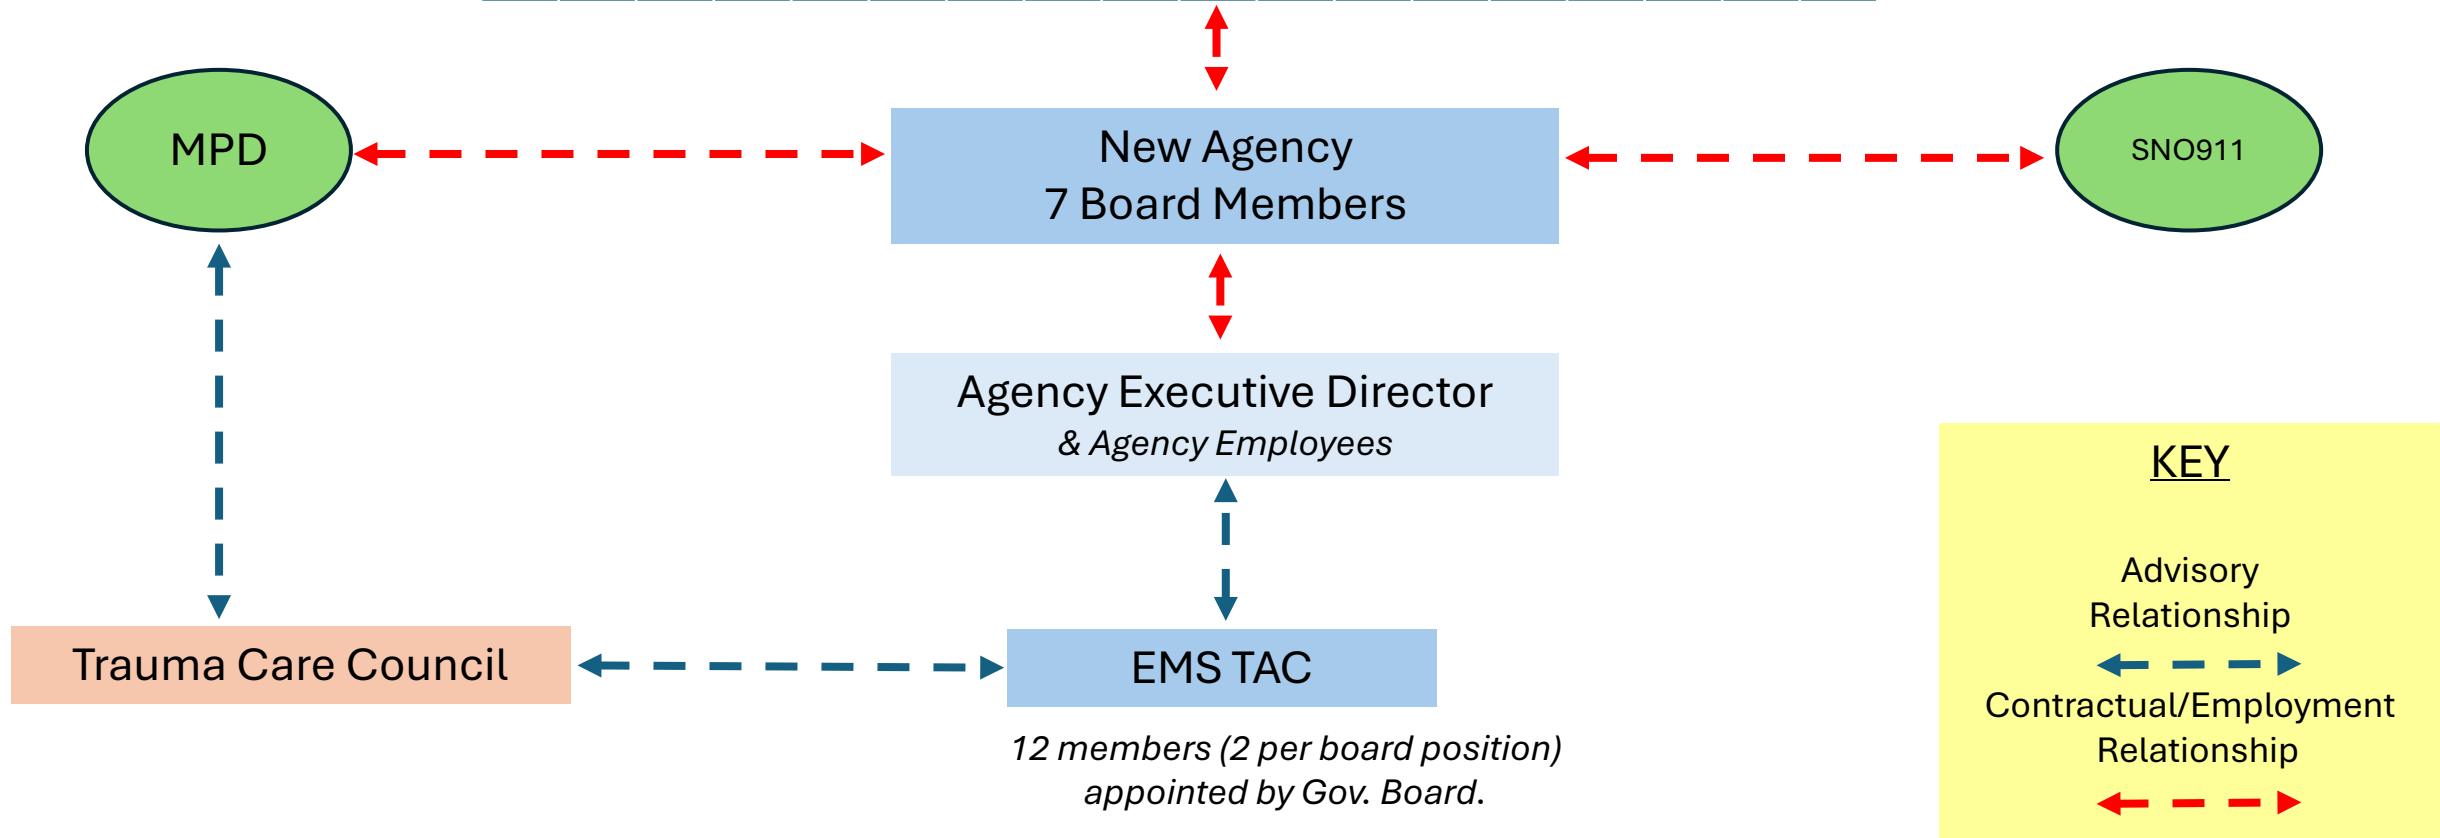 MPD
New Agency
7 Board Members
SNO911
Agency Executive Director
& Agency Employees
KEY
Advisory
Relationship
Contractual/Employment
Relationship
Trauma Care Council
EMS TAC
12 members (2 per board position)
appointed by Gov. Board.